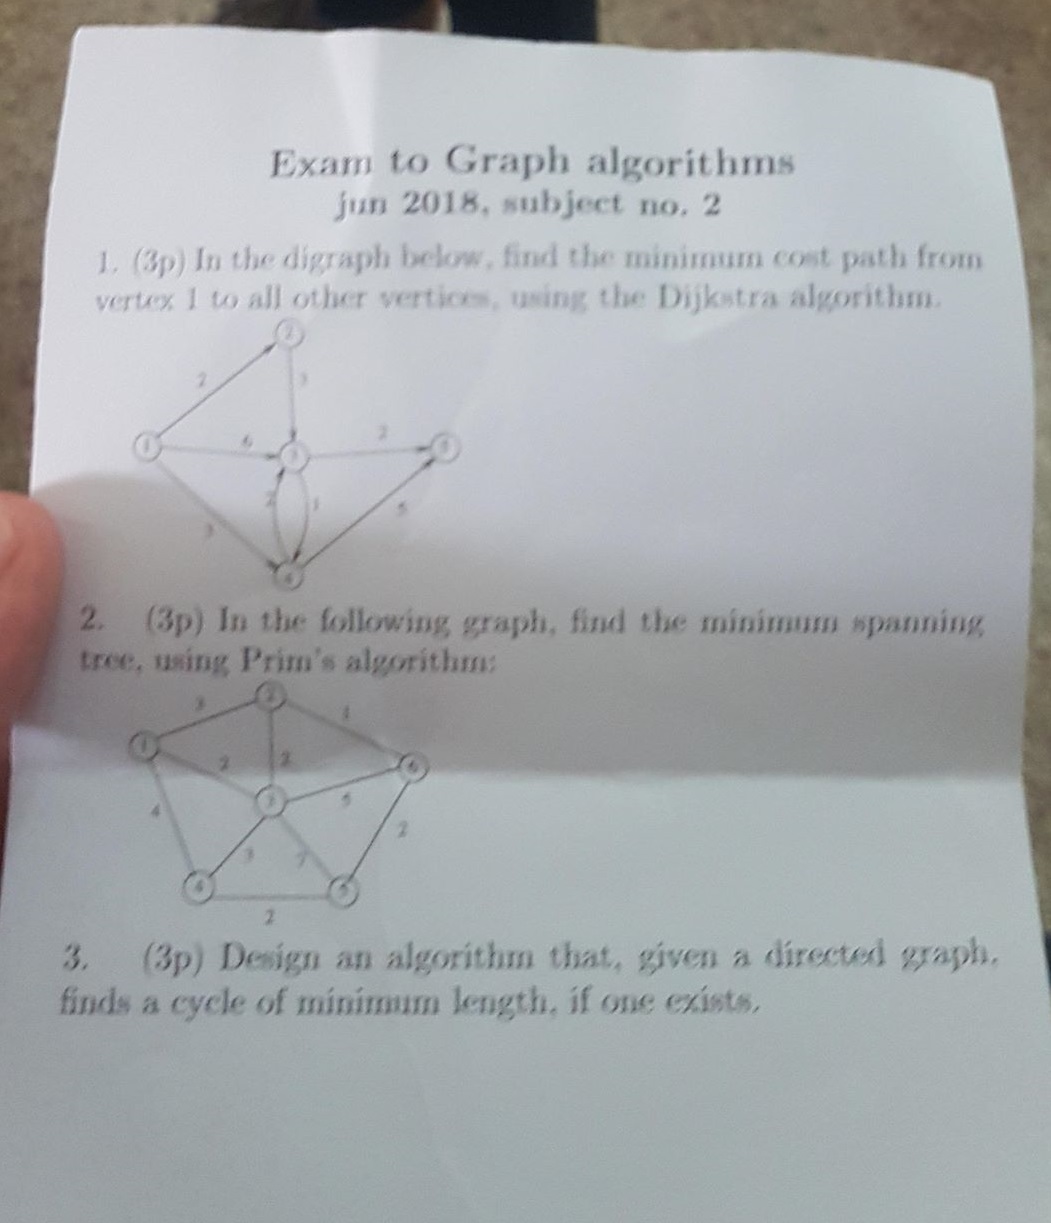 Exam to Graph algorithms
jun 2018, subject no. 2
1. (3p) In the digraph below, find the minimum cost path from
vertex 1 to all other vertices, using the Dijkstra algorithm.
2
2 3
1 6 2
2 1 5
4
2. (3p) In the following graph, find the minimum spanning
tree, using Prim's algorithm:
2
3 1
1 2 2 6
4 5 2
3 7
4 5
2
3. (3p) Design an algorithm that, given a directed graph,
finds a cycle of minimum length, if one exists.